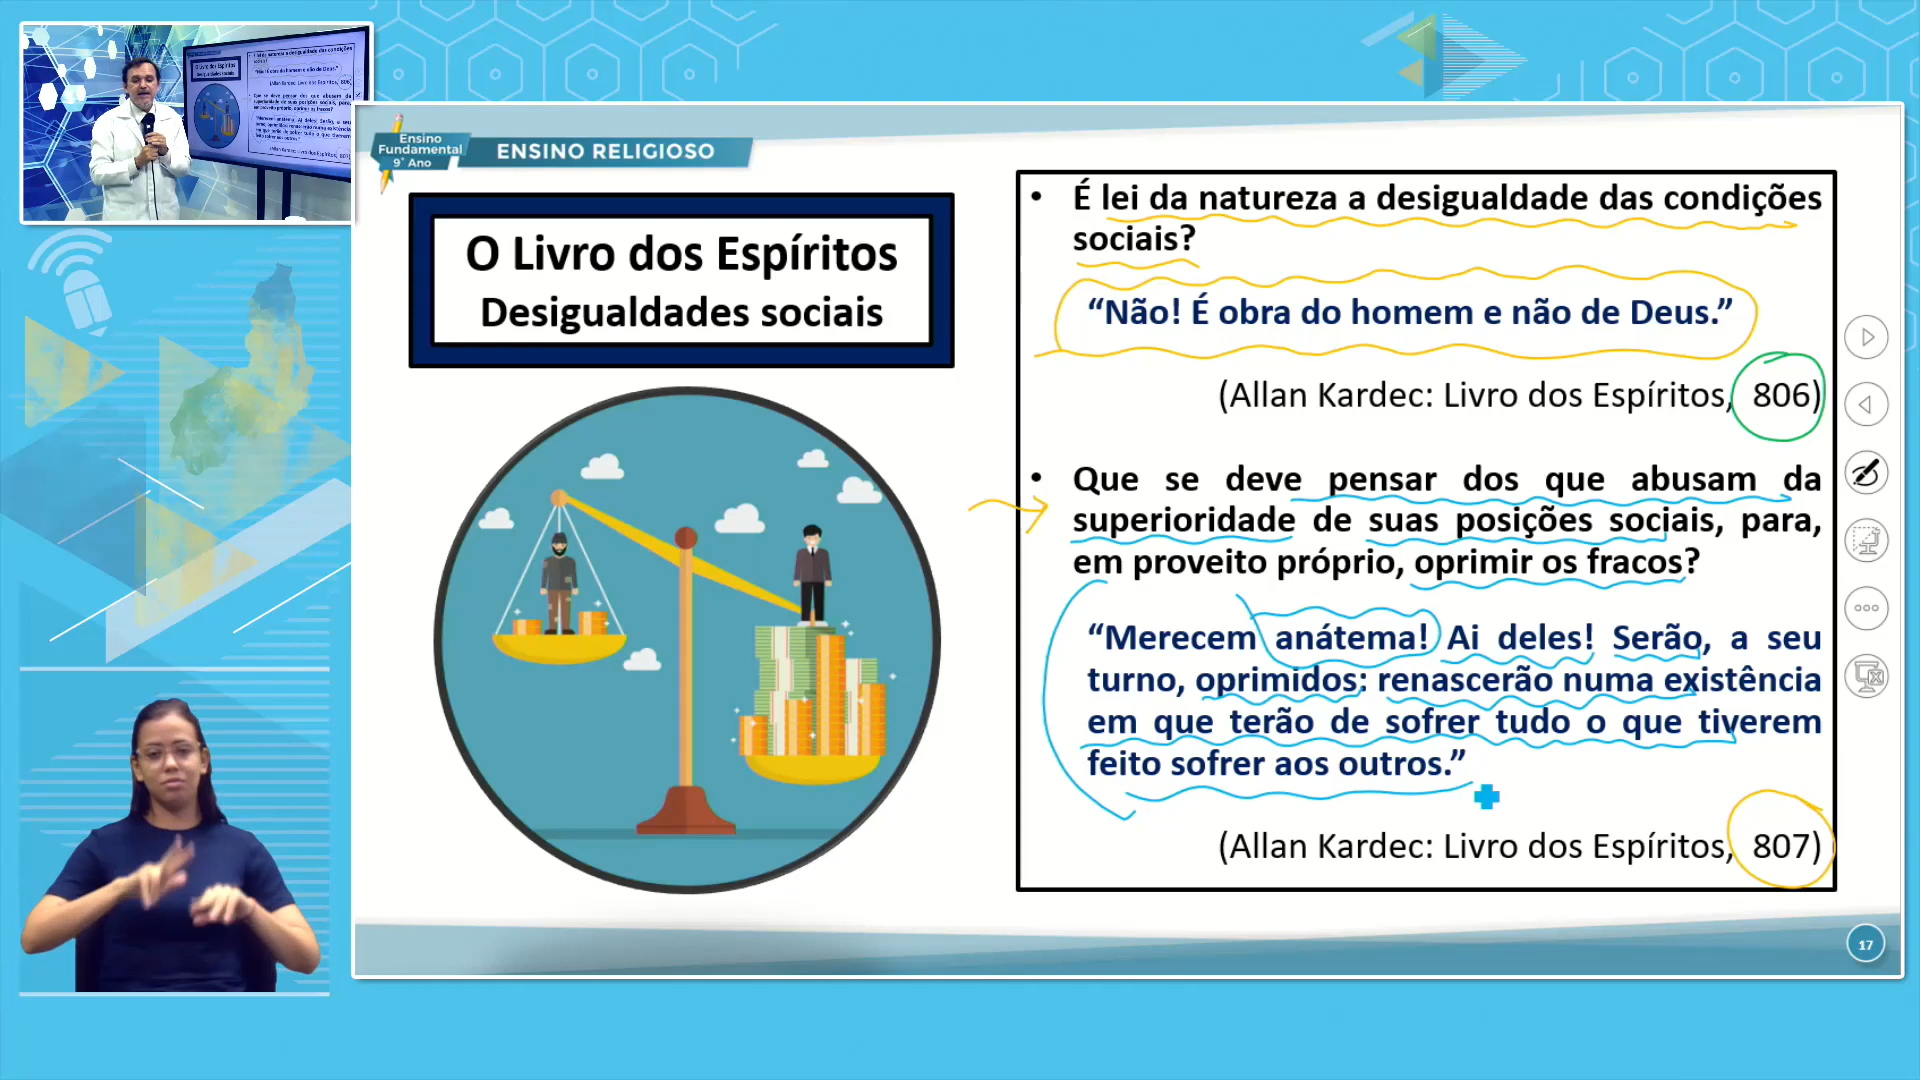 Ensino
Fundamental
9° Ano
ENSINO RELIGIOSO
O Livro dos Espíritos
Desigualdades sociais
• É lei da natureza a desigualdade das condições
sociais?
“Não! É obra do homem e não de Deus.”
(Allan Kardec: Livro dos Espíritos, 806)
• Que se deve pensar dos que abusam da
superioridade de suas posições sociais, para,
em proveito próprio, oprimir os fracos?
“Merecem anátema! Ai deles! Serão, a seu
turno, oprimidos: renascerão numa existência
em que terão de sofrer tudo o que tiverem
feito sofrer aos outros.”
(Allan Kardec: Livro dos Espíritos, 807)
17